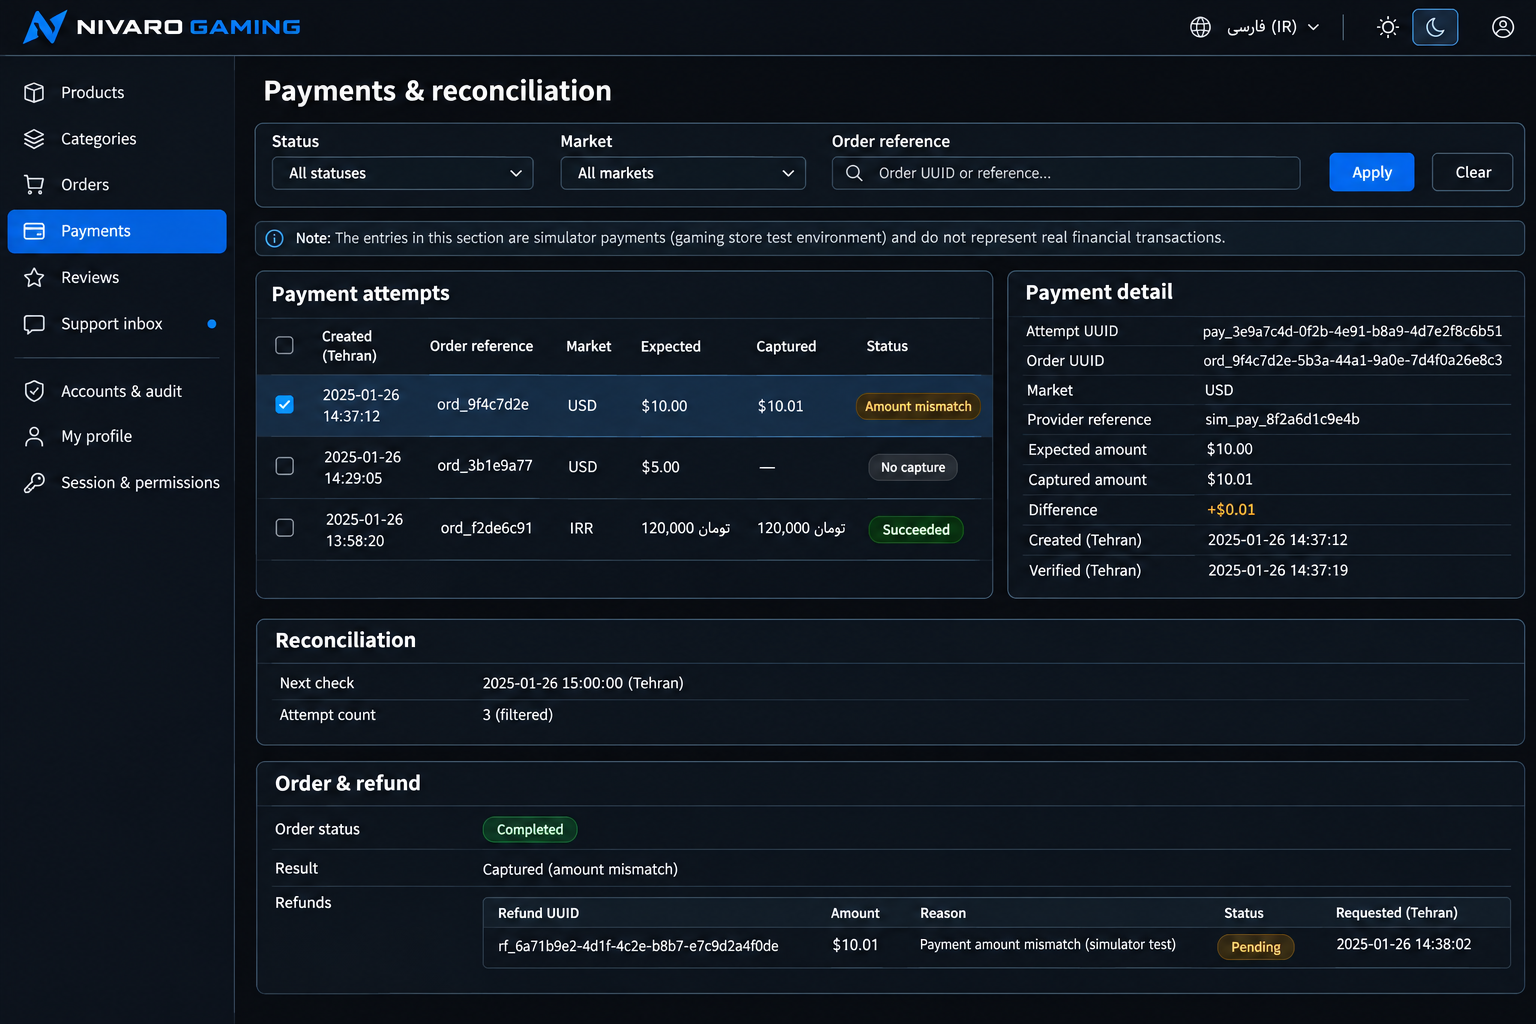 NIVARO GAMING
فارسی (IR)
Products
Categories
Orders
Payments
Reviews
Support inbox
Accounts & audit
My profile
Session & permissions
Payments & reconciliation
Status
Market
Order reference
All statuses
All markets
Order UUID or reference...
Apply
Clear
Note: The entries in this section are simulator payments (gaming store test environment) and do not represent real financial transactions.
Payment attempts
Created
(Tehran)
Order reference
Market
Expected
Captured
Status
2025-01-26
14:37:12
ord_9f4c7d2e
USD
$10.00
$10.01
Amount mismatch
2025-01-26
14:29:05
ord_3b1e9a77
USD
$5.00
—
No capture
2025-01-26
13:58:20
ord_f2de6c91
IRR
120,000 تومان
120,000 تومان
Succeeded
Payment detail
Attempt UUID pay_3e9a7c4d-0f2b-4e91-b8a9-4d7e2f8c6b51
Order UUID ord_9f4c7d2e-5b3a-44a1-9a0e-7d4f0a26e8c3
Market USD
Provider reference sim_pay_8f2a6d1c9e4b
Expected amount $10.00
Captured amount $10.01
Difference +$0.01
Created (Tehran) 2025-01-26 14:37:12
Verified (Tehran) 2025-01-26 14:37:19
Reconciliation
Next check 2025-01-26 15:00:00 (Tehran)
Attempt count 3 (filtered)
Order & refund
Order status Completed
Result Captured (amount mismatch)
Refunds
Refund UUID Amount Reason Status Requested (Tehran)
rf_6a71b9e2-4d1f-4c2e-b8b7-e7c9d2a4f0de $10.01 Payment amount mismatch (simulator test) Pending 2025-01-26 14:38:02